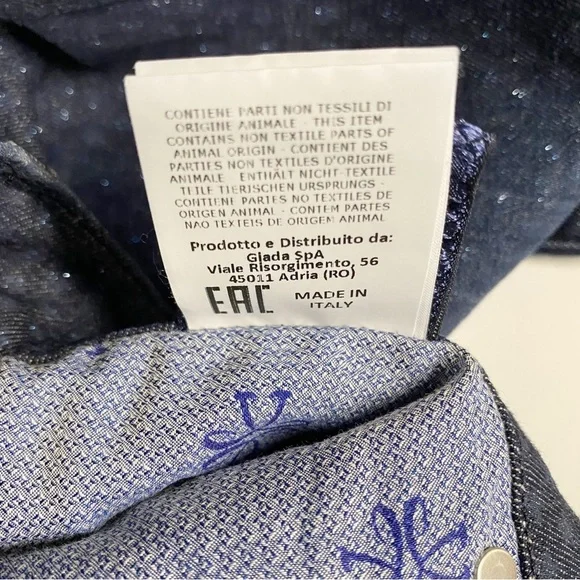 CONTIENE PARTI NON TESSILI DI
ORIGINE ANIMALE - THIS ITEM
CONTAINS NON TEXTILE PARTS OF
ANIMAL ORIGIN - CONTIENT DES
PARTIES NON TEXTILES D'ORIGINE
ANIMALE - ENTHÄLT NICHT-TEXTILE
TEILE TIERISCHEN URSPRUNGS -
CONTIENE PARTES NO TEXTILES DE
ORIGEN ANIMAL - CONTÉM PARTES
NÃO TEXTEIS DE ORIGEM ANIMAL
Prodotto e Distribuito da:
Giada SpA
Viale Risorgimento, 56
45011 Adria (RO)
EAC MADE IN
ITALY